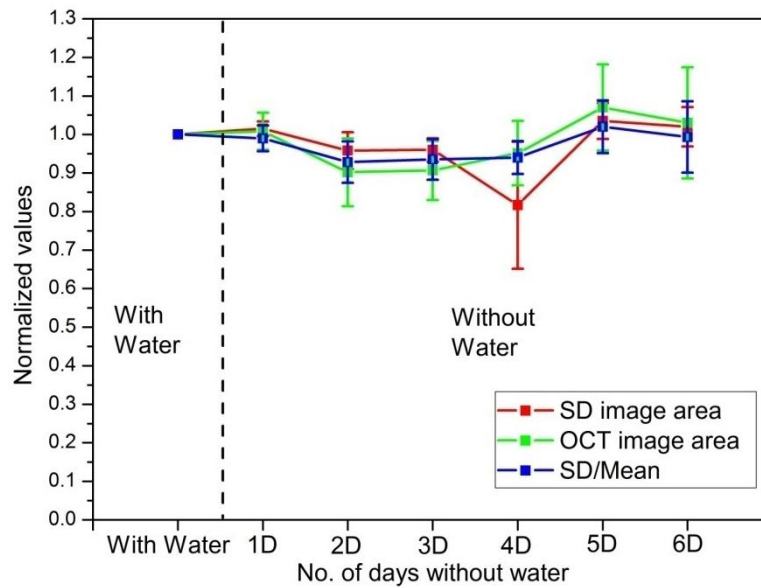 1.3
1.2
1.1
1.0
0.9
0.8
0.7
0.6
0.5
0.4
0.3
0.2
0.1
0.0
Normalized values
With
Water
Without
Water
SD image area
OCT image area
SD/Mean
With Water 1D 2D 3D 4D 5D 6D
No. of days without water